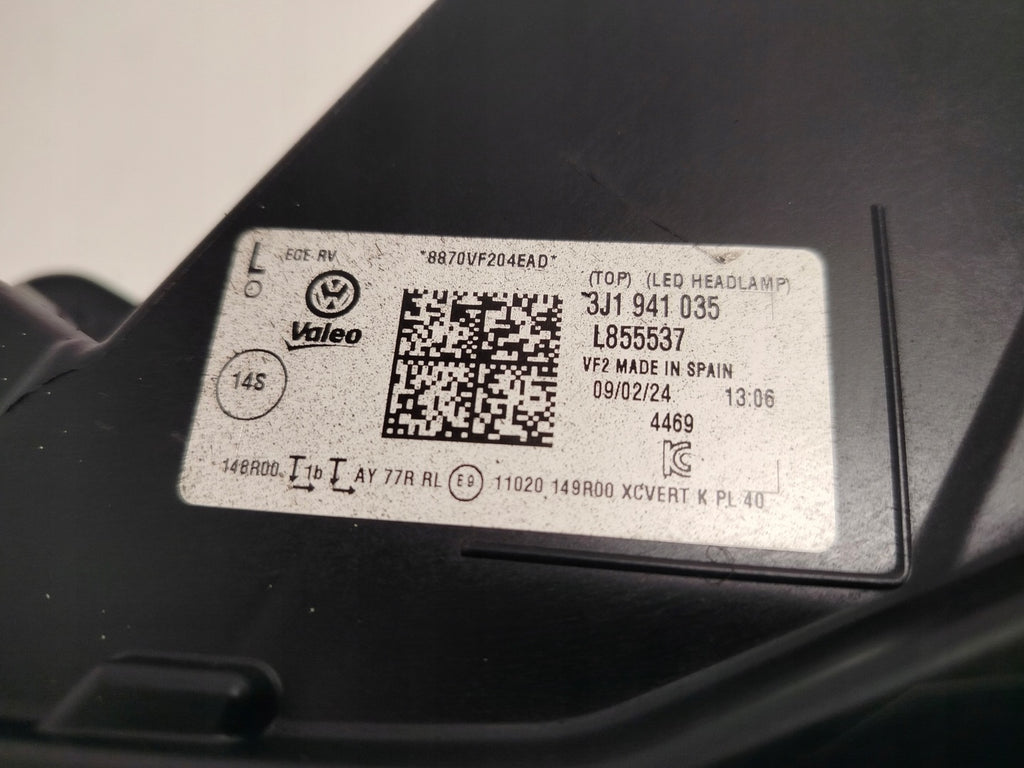 L
ECE RV
*8870VF204EAD*
(TOP) (LED HEADLAMP)
3J1 941 035
Valeo
L855537
VF2 MADE IN SPAIN
14S
09/02/24 13:06
4469
148R00 1b AY 77R RL E9 11020 149R00 XCVERT K PL 40